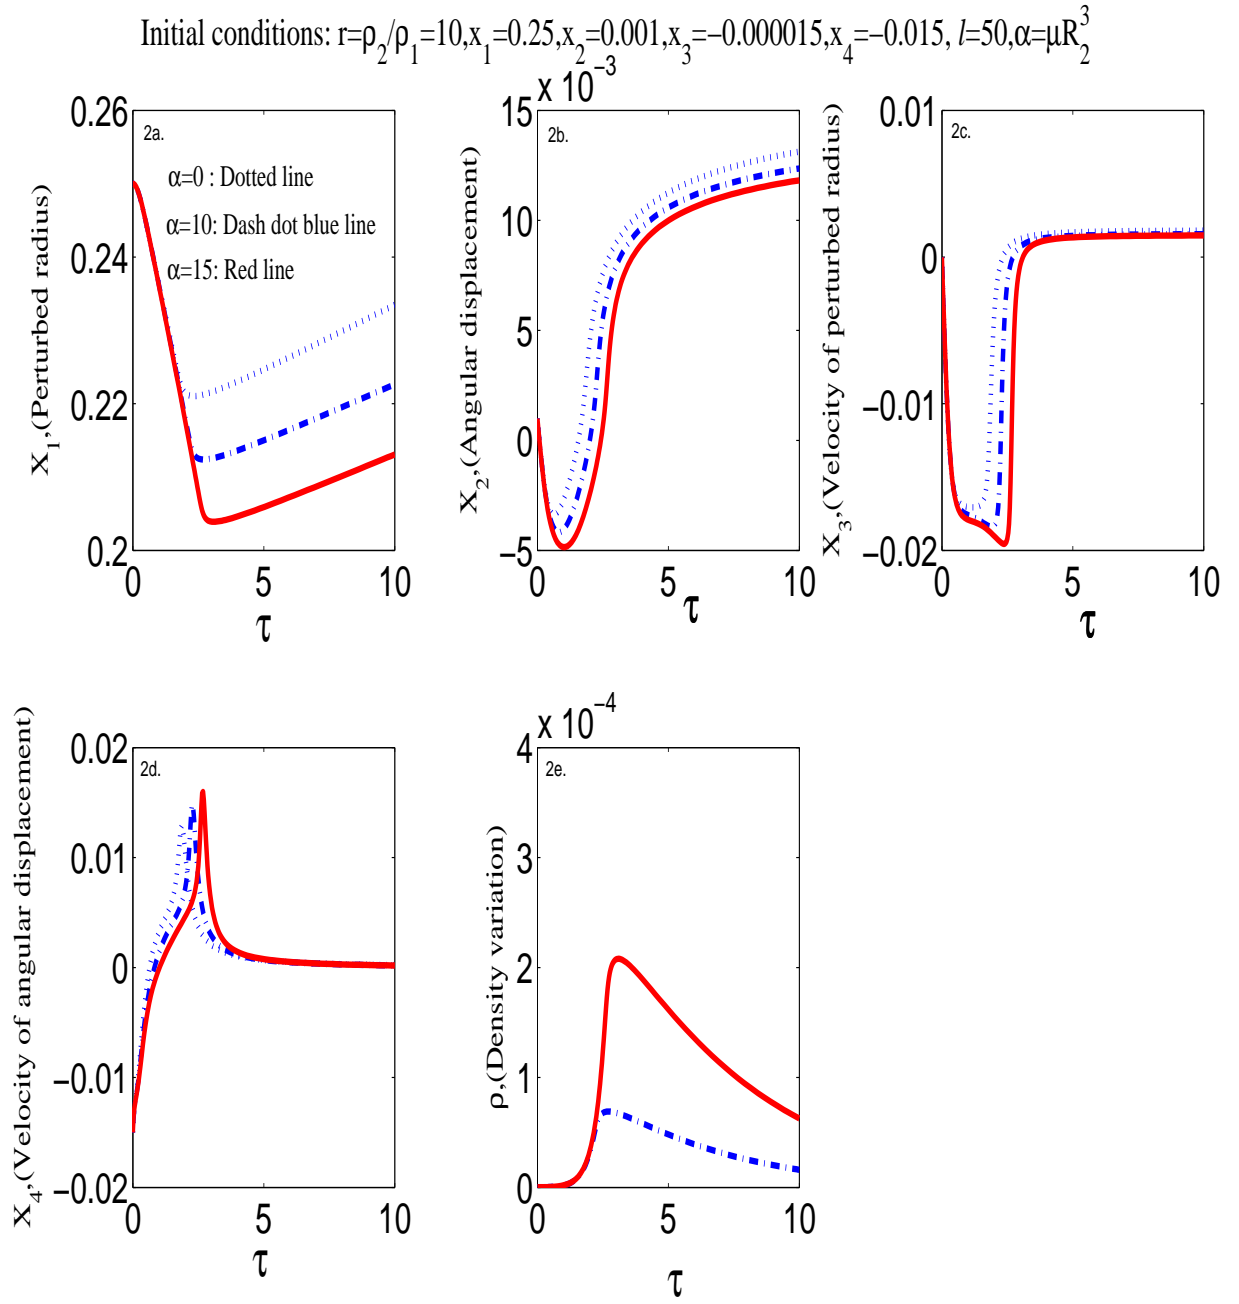 Initial conditions: r=ρ2/ρ1=10,x1=0.25,x2=0.001,x3=−0.000015,x4=−0.015, l=50,α=μR2^3
0.26
0.24
0.22
0.2
0
5
10
X1,(Perturbed radius)
τ
2a.
α=0 : Dotted line
α=10: Dash dot blue line
α=15: Red line
x 10^−3
15
10
5
0
−5
0
5
10
X2,(Angular displacement)
τ
2b.
0.01
0
−0.01
−0.02
0
5
10
X3,(Velocity of perturbed radius)
τ
2c.
0.02
0.01
0
−0.01
−0.02
0
5
10
X4,(Velocity of angular displacement)
τ
2d.
x 10^−4
4
3
2
1
0
0
5
10
ρ,(Density variation)
τ
2e.